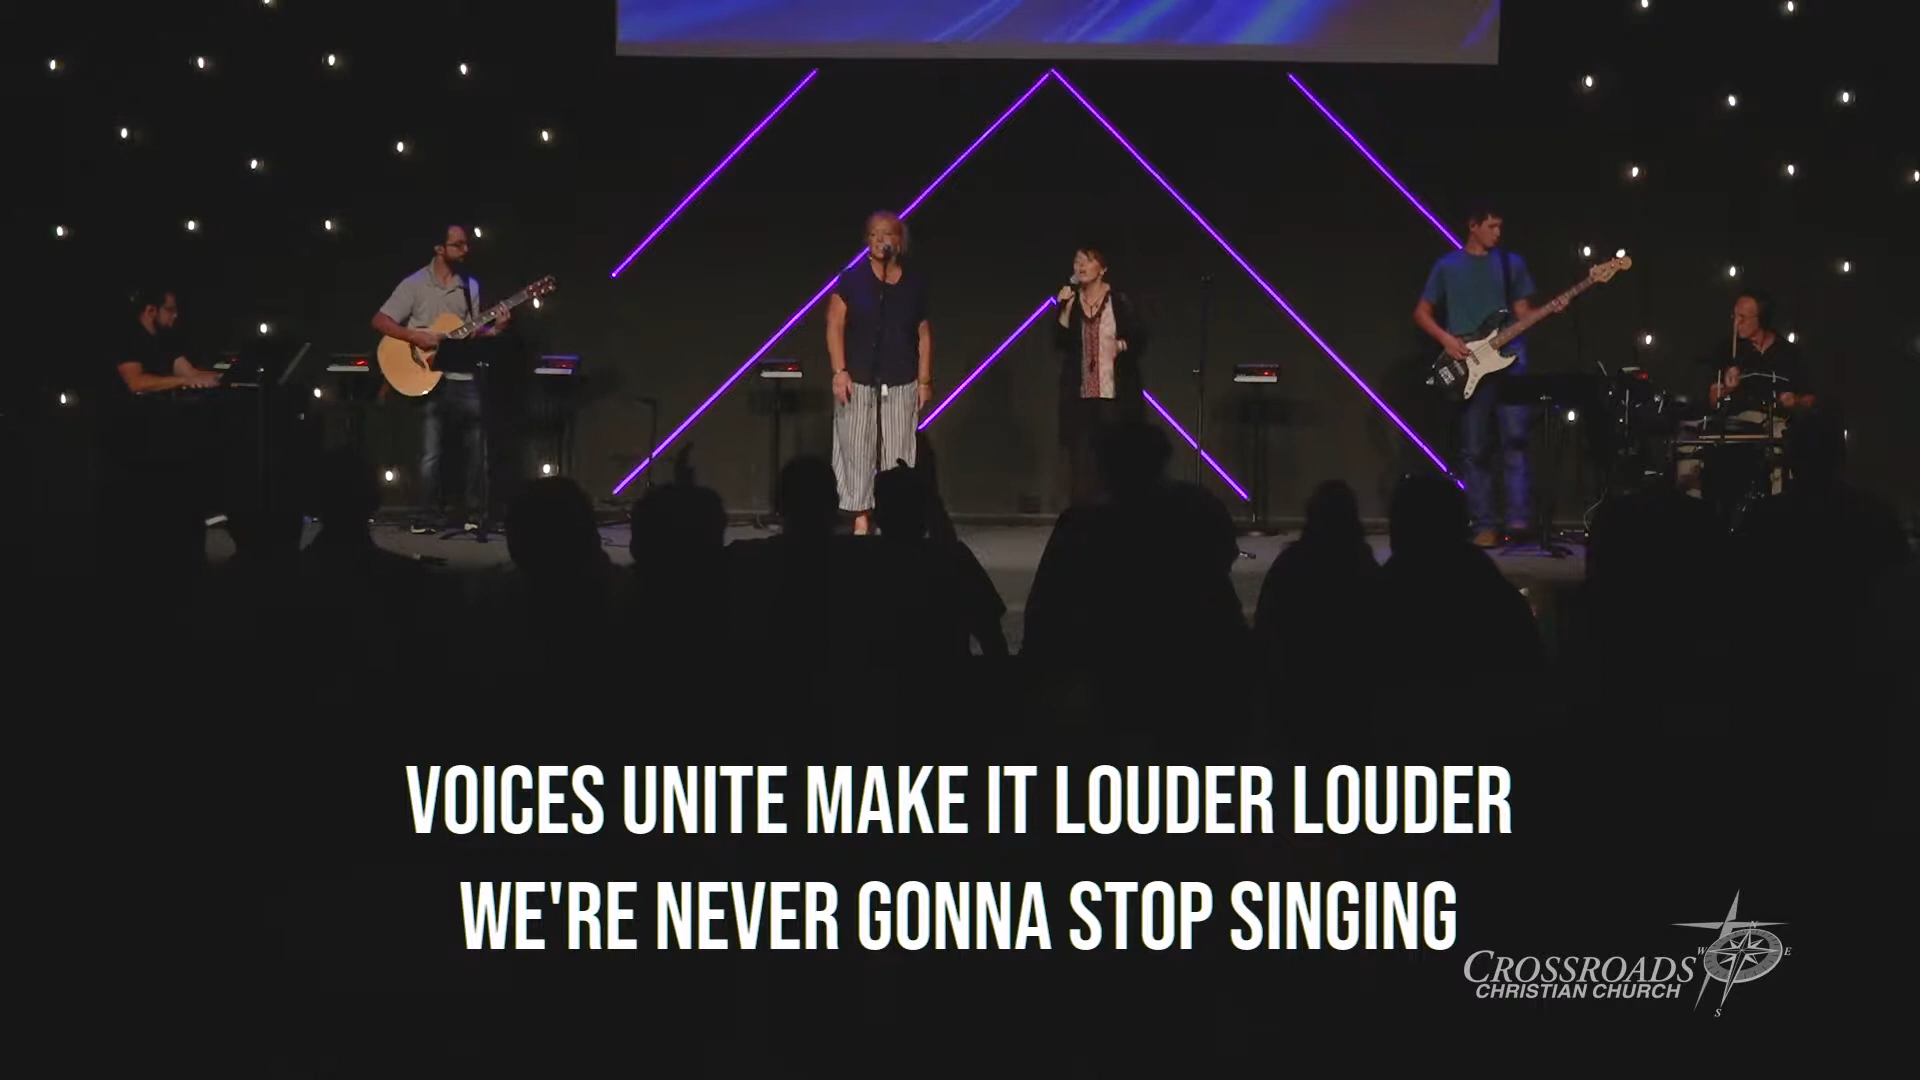 VOICES UNITE MAKE IT LOUDER LOUDER
WE'RE NEVER GONNA STOP SINGING
CROSSROADS
CHRISTIAN CHURCH
N
W
E
S